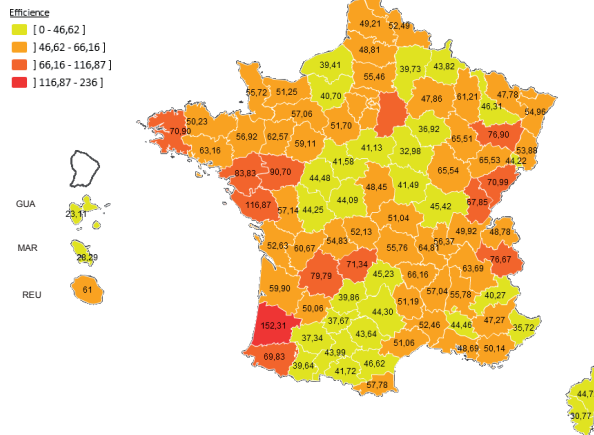 Efficience
[ 0 - 46,62 ]
] 46,62 - 66,16 ]
] 66,16 - 116,87 ]
] 116,87 - 236 ]
49,21 52,49
48,81
39,41 39,73 43,82
55,46
55,72 51,25 40,70 47,86 61,21 47,78
46,31 54,96
50,23 57,06
70,90 51,70 36,92 76,90
56,92 62,57 59,11 65,51
63,16 41,13 32,98 65,53 44,22 53,89
41,58
83,83 90,70 44,48 65,54 70,99
48,45 41,49
116,87 57,14 44,25 44,09 45,42 67,85
51,04
52,63 60,67 54,83 52,13 55,76 64,81 56,37 49,92 48,78
79,79 71,34 45,23 66,16 63,69 76,67
59,90 39,86 57,04 55,78 40,27
50,06 44,30 51,19
152,31 37,67 52,46 44,46 47,27 35,72
37,34 43,64
69,83 43,99 51,06 48,69 50,14
39,64 41,72 46,62
57,78
GUA
23,11
MAR
REU
61
30,77